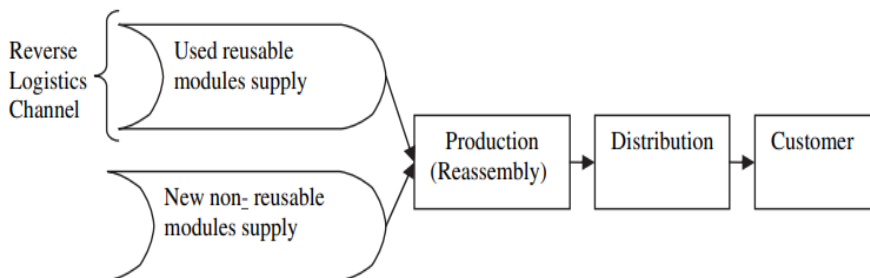 Reverse
Logistics
Channel
Used reusable
modules supply
New non- reusable
modules supply
Production
(Reassembly)
Distribution
Customer